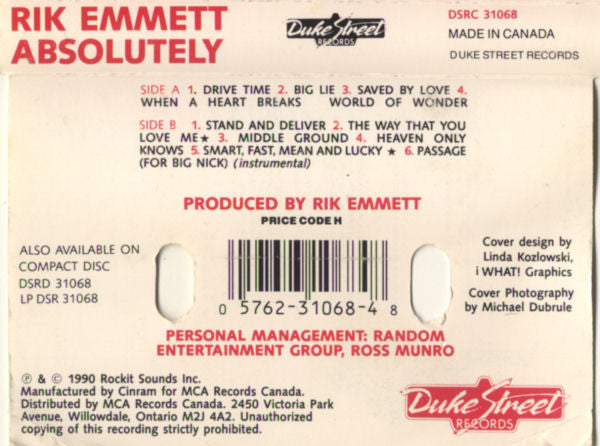 RIK EMMETT
ABSOLUTELY
Duke Street
RECORDS
DSRC 31068
MADE IN CANADA
DUKE STREET RECORDS
SIDE A 1. DRIVE TIME 2. BIG LIE 3. SAVED BY LOVE 4.
WHEN A HEART BREAKS WORLD OF WONDER
SIDE B 1. STAND AND DELIVER 2. THE WAY THAT YOU
LOVE ME ★ 3. MIDDLE GROUND 4. HEAVEN ONLY
KNOWS 5. SMART, FAST, MEAN AND LUCKY ★ 6. PASSAGE
(FOR BIG NICK) (instrumental)
PRODUCED BY RIK EMMETT
PRICE CODE H
ALSO AVAILABLE ON
COMPACT DISC
DSRD 31068
LP DSR 31068
0 5762-31068-4 8
Cover design by
Linda Kozlowski,
i WHAT! Graphics
Cover Photography
by Michael Dubrule
PERSONAL MANAGEMENT: RANDOM
ENTERTAINMENT GROUP, ROSS MUNRO
℗ & © 1990 Rockit Sounds Inc.
Manufactured by Cinram for MCA Records Canada.
Distributed by MCA Records Canada. 2450 Victoria Park
Avenue, Willowdale, Ontario M2J 4A2. Unauthorized
copying of this recording strictly prohibited.
Duke Street
RECORDS